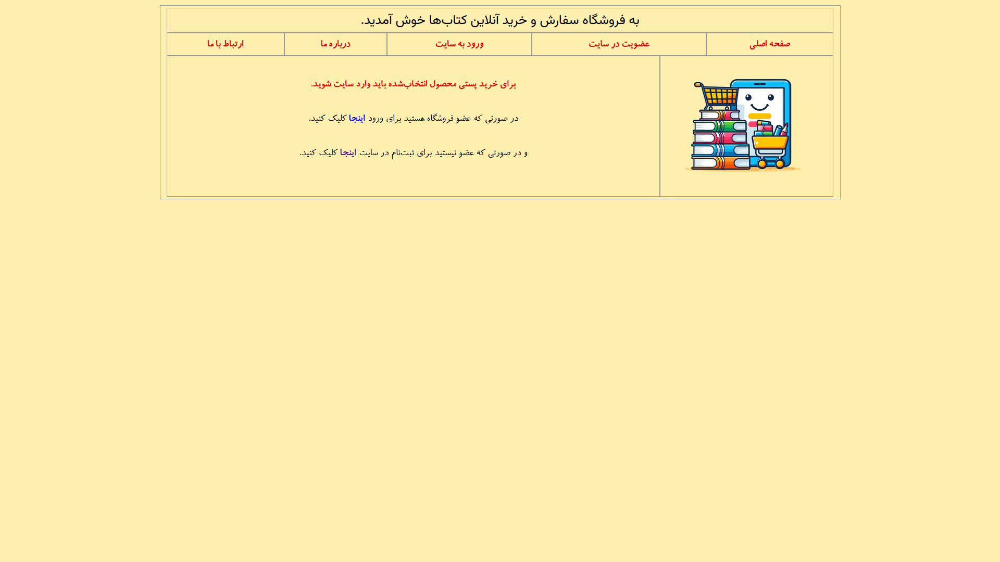 به فروشگاه سفارش و خرید آنلاین کتاب‌ها خوش آمدید.
صفحه اصلی
عضویت در سایت
ورود به سایت
درباره ما
ارتباط با ما
برای خرید پستی محصول انتخاب‌شده باید وارد سایت شوید.
در صورتی که عضو فروشگاه هستید برای ورود اینجا کلیک کنید.
و در صورتی که عضو نیستید برای ثبت‌نام در سایت اینجا کلیک کنید.